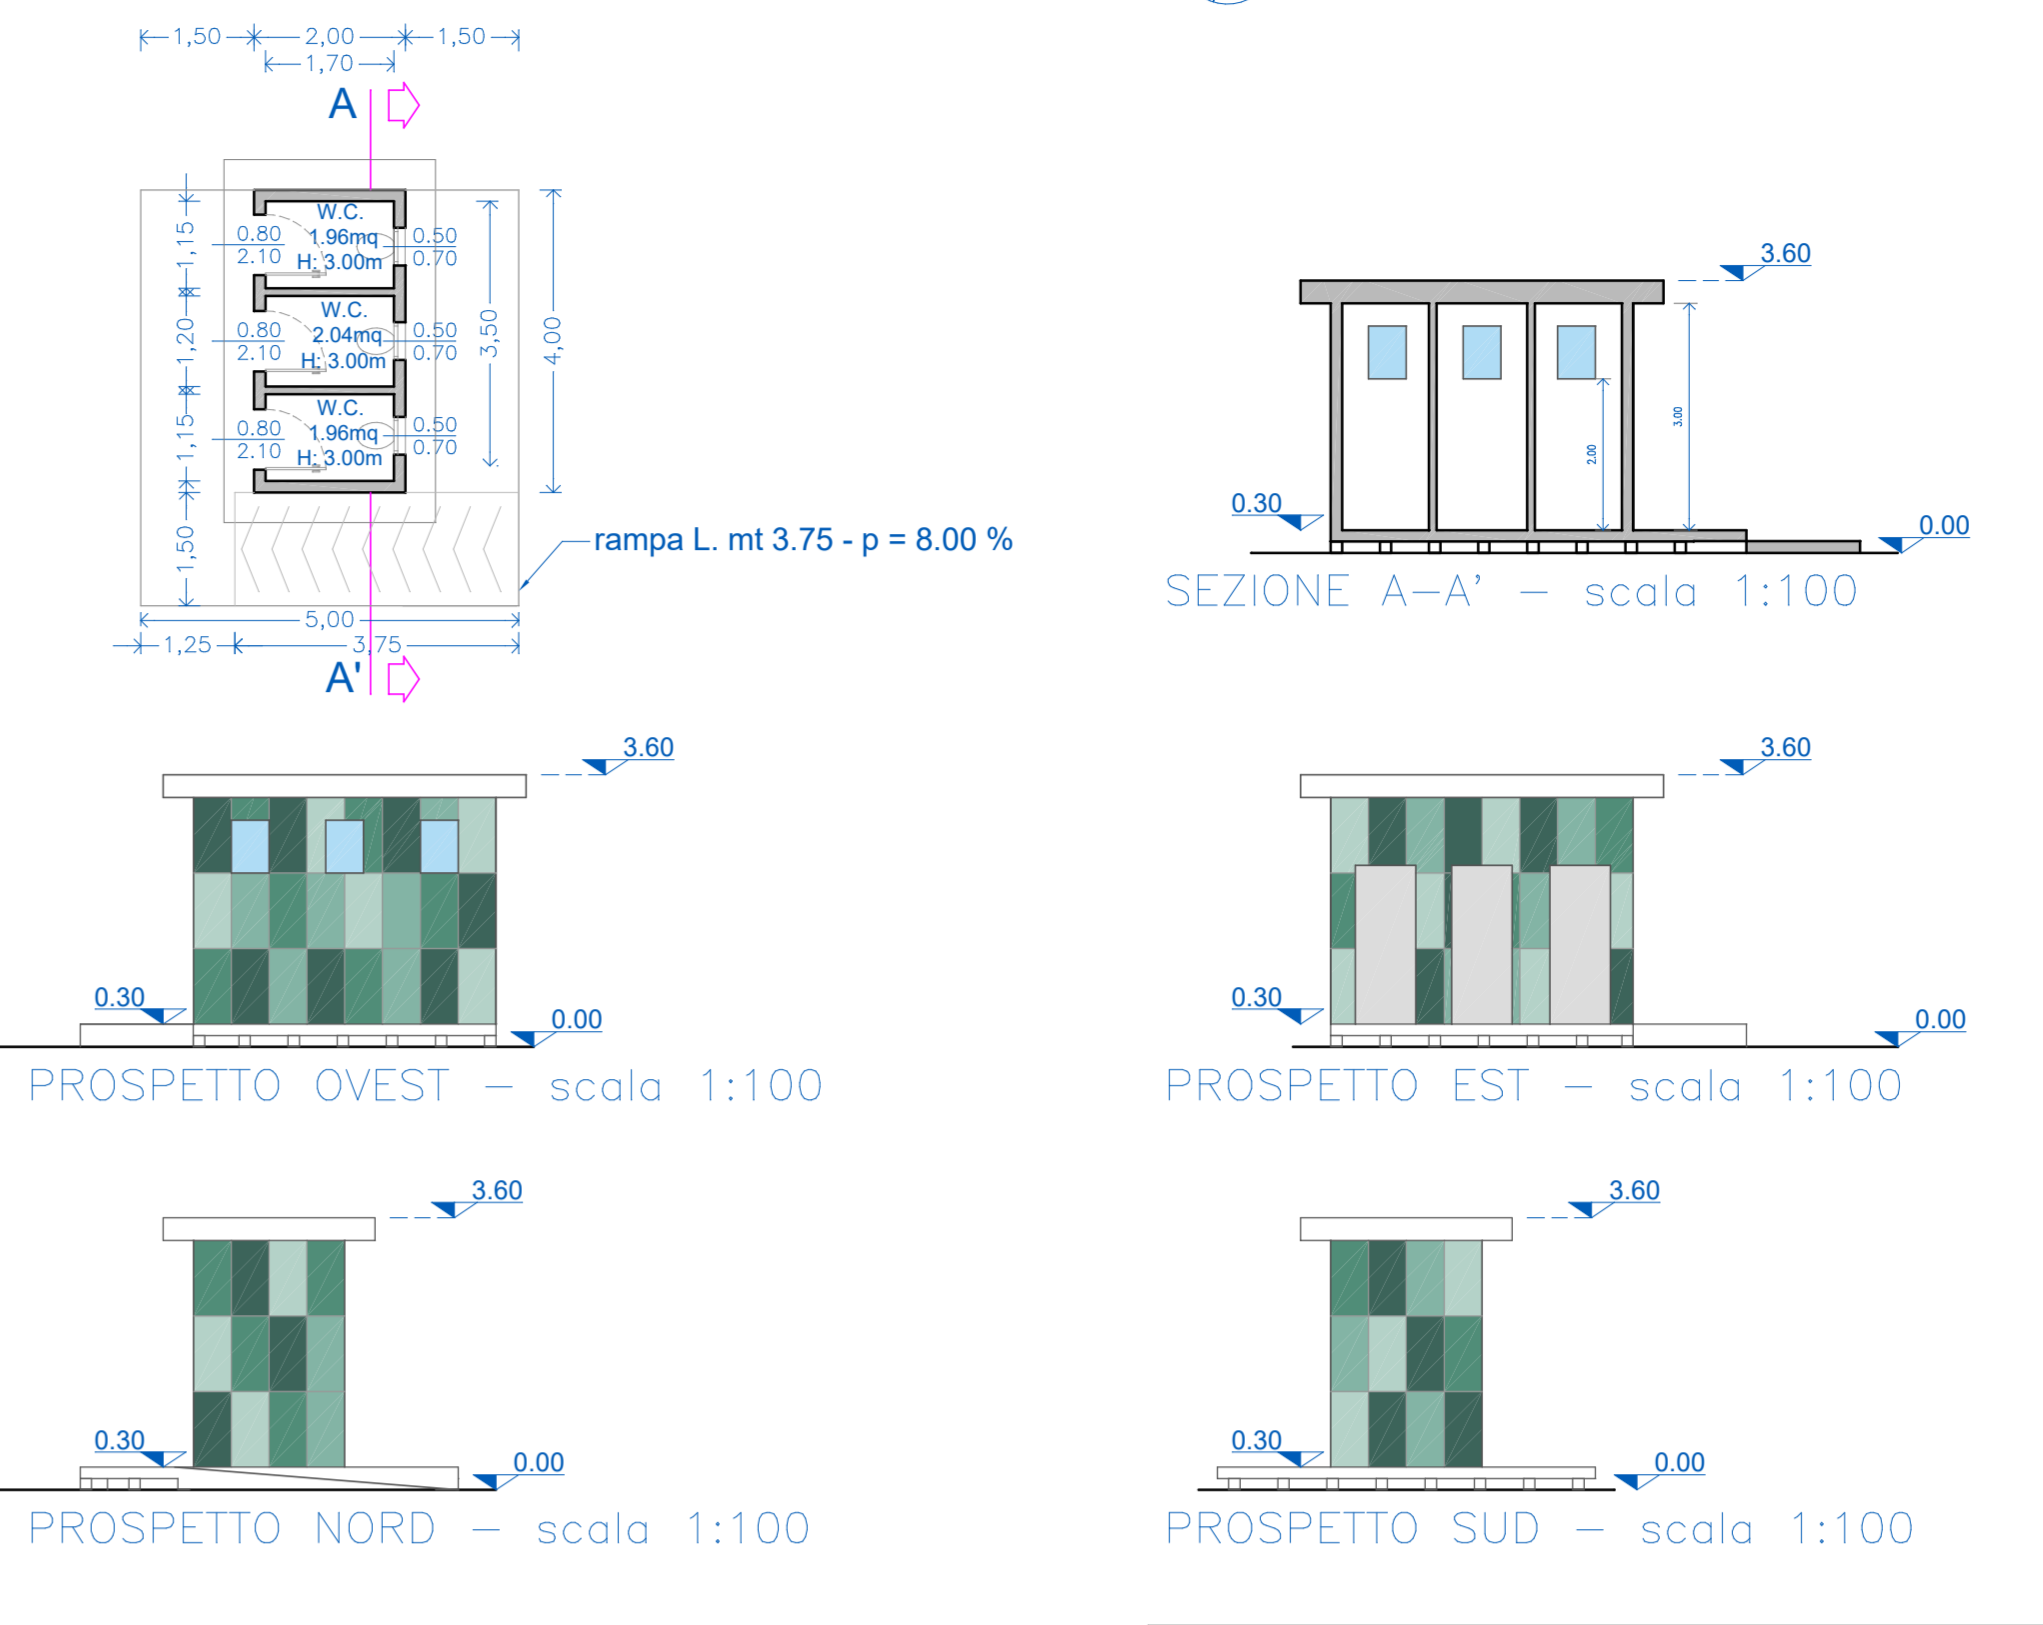 1,50 2,00 1,50
1,70
A
W.C.
1.96mq
H: 3.00m
0.80
2.10
0.50
0.70
1,15
W.C.
2.04mq
H: 3.00m
0.80
2.10
0.50
0.70
1,20
3,50
4,00
W.C.
1.96mq
H: 3.00m
0.80
2.10
0.50
0.70
1,15
1,50
rampa L. mt 3.75 - p = 8.00 %
5,00
1,25 3,75
A'
3.60
3.00
2.00
0.30
0.00
SEZIONE A-A' - scala 1:100
3.60
0.30
0.00
PROSPETTO OVEST - scala 1:100
3.60
0.30
0.00
PROSPETTO EST - scala 1:100
3.60
0.30
0.00
PROSPETTO NORD - scala 1:100
3.60
0.30
0.00
PROSPETTO SUD - scala 1:100